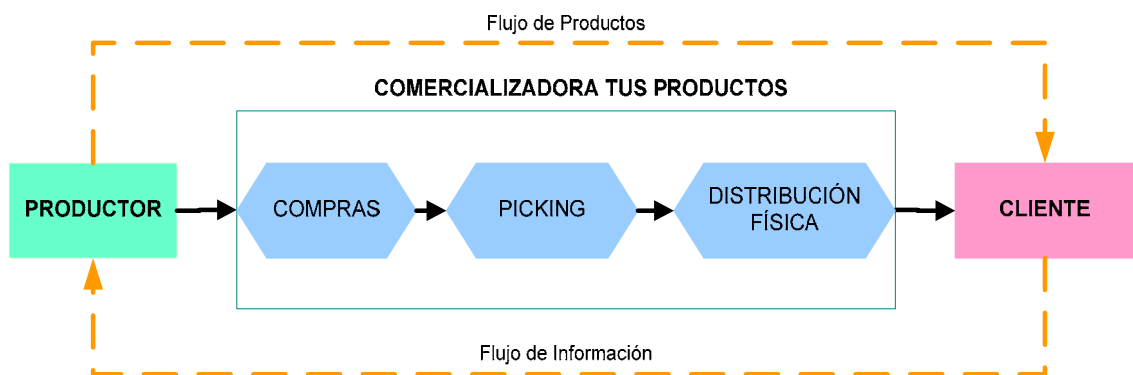 Flujo de Productos
COMERCIALIZADORA TUS PRODUCTOS
PRODUCTOR
COMPRAS
PICKING
DISTRIBUCIÓN
FÍSICA
CLIENTE
Flujo de Información